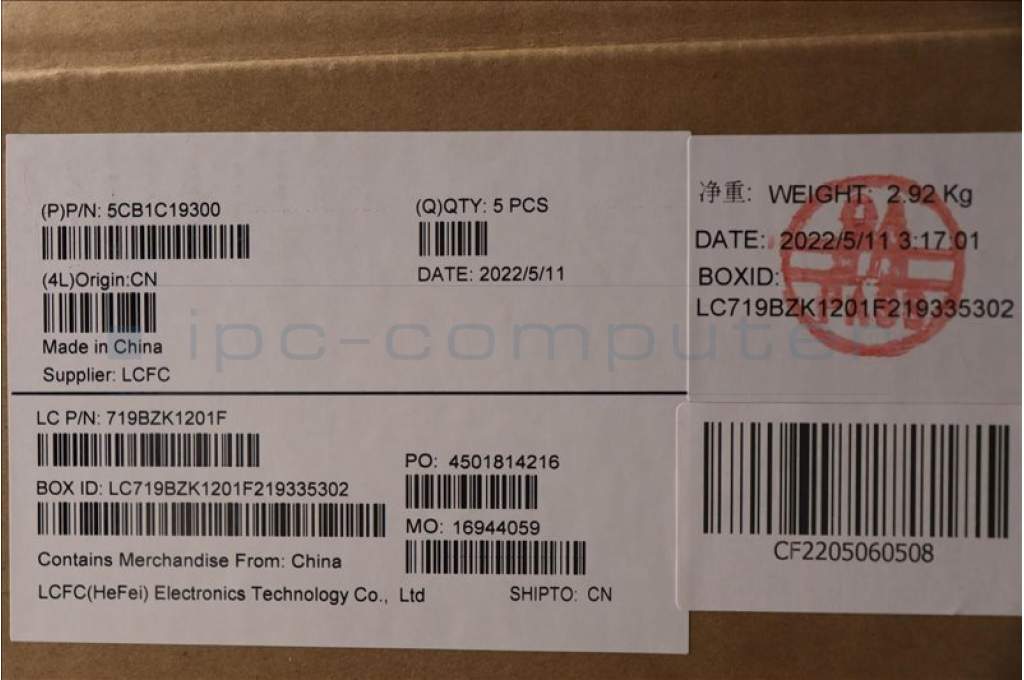 (P)P/N: 5CB1C19300
(Q)QTY: 5 PCS
(4L)Origin:CN
DATE: 2022/5/11
Made in China
Supplier: LCFC
净重: WEIGHT: 2.92 Kg
DATE: 2022/5/11 3:17:01
BOXID:
LC719BZK1201F219335302
QA
ipc-computer
LC P/N: 719BZK1201F
PO: 4501814216
BOX ID: LC719BZK1201F219335302
MO: 16944059
Contains Merchandise From: China
LCFC(HeFei) Electronics Technology Co., Ltd
SHIPTO: CN
CF2205060508